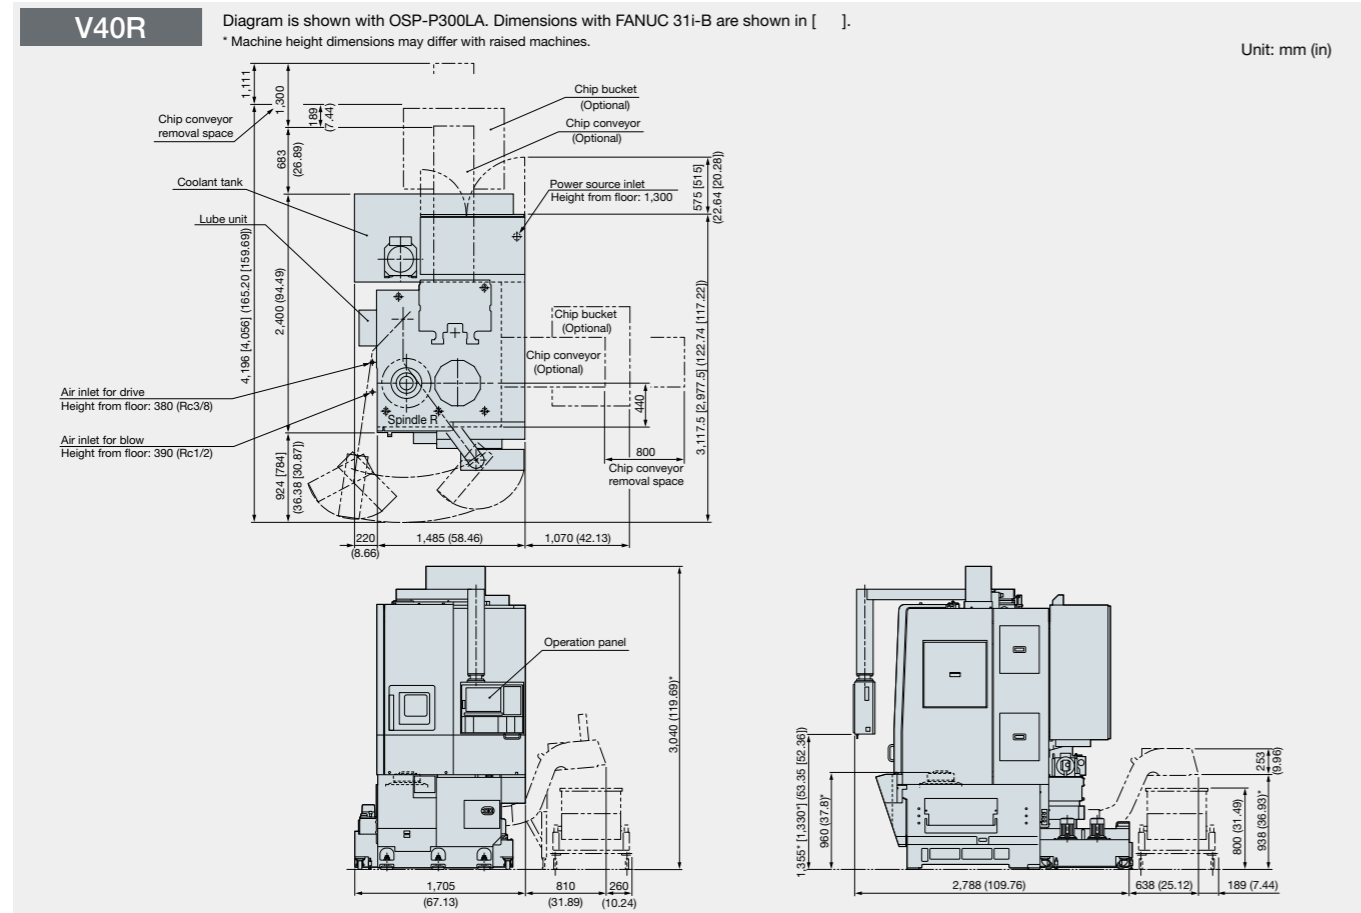 V40R
Diagram is shown with OSP-P300LA. Dimensions with FANUC 31i-B are shown in [ ].
* Machine height dimensions may differ with raised machines.
Unit: mm (in)
1,111
1,300
189
(7.44)
Chip conveyor
removal space
683
(26.89)
Chip bucket
(Optional)
Chip conveyor
(Optional)
Coolant tank
Power source inlet
Height from floor: 1,300
575 [515]
(22.64 [20.28])
Lube unit
4,196 [4,056] (165.20 [159.69])
2,400 (94.49)
Chip bucket
(Optional)
Chip conveyor
(Optional)
3,117.5 [2,977.5] (122.74 [117.22])
Air inlet for drive
Height from floor: 380 (Rc3/8)
440
Spindle R
Air inlet for blow
Height from floor: 390 (Rc1/2)
800
Chip conveyor
removal space
924 [784]
(36.38 [30.87])
220
(8.66)
1,485 (58.46)
1,070 (42.13)
Operation panel
3,040 (119.69)*
1,705
(67.13)
810
(31.89)
260
(10.24)
1,355* [1,330*] (53.35 [52.36])
960 (37.8)*
253
(9.96)
800 (31.49)
938 (36.93)*
2,788 (109.76)
638 (25.12)
189 (7.44)